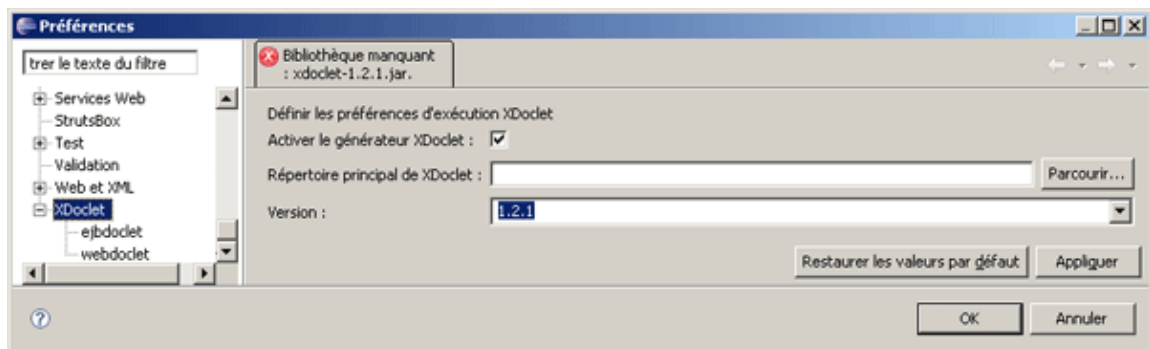 Préférences
trer le texte du filtre
Services Web
StrutsBox
Test
Validation
Web et XML
XDoclet
ejbdoclet
webdoclet
Bibliothèque manquant
: xdoclet-1.2.1.jar.
Définir les préférences d'exécution XDoclet
Activer le générateur XDoclet :
Répertoire principal de XDoclet :
Parcourir...
Version :
1.2.1
Restaurer les valeurs par défaut
Appliquer
?
OK
Annuler